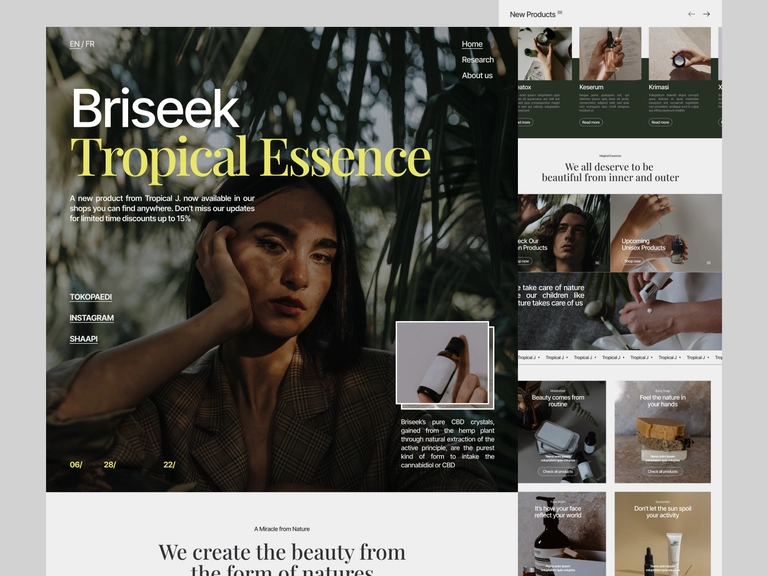 EN / FR
Home
Research
About us
Briseek
Tropical Essence
A new product from Tropical J. now available in our
shops you can find anywhere. Don't miss our updates
for limited time discounts up to 15%
TOKOPAEDI
INSTAGRAM
SHAAPI
Briseek's pure CBD crystals,
gained from the hemp plant
through natural extraction of the
active principle, are the purest
kind of form to intake the
cannabidiol or CBD
06/ 28/ 22/
A Miracle from Nature
We create the beauty from
the form of natures
New Products
atox
Keserum
Krimasi
Read more
Read more
We all deserve to be
beautiful from inner and outer
eck Our
n Products
Upcoming
Unisex Products
e take care of nature
e our children like
ture takes care of us
Tropical J • Tropical J • Tropical J • Tropical J • Tropical J • Tropical J • Tropical J
Beauty comes from
routine
Check all products
Feel the nature in
your hands
Check all products
It's how your face
reflect your world
Don't let the sun spoil
your activity